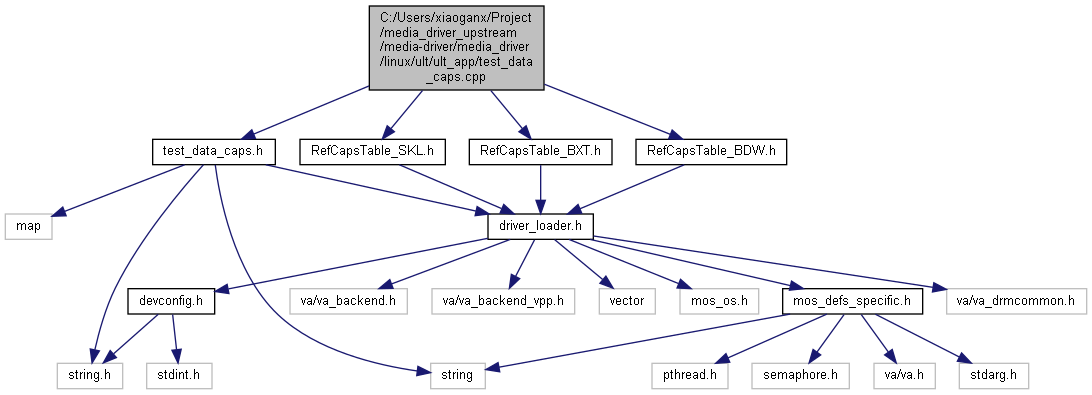 C:/Users/xiaoganx/Project
/media_driver_upstream
/media-driver/media_driver
/linux/ult/ult_app/test_data
_caps.cpp
test_data_caps.h
RefCapsTable_SKL.h
RefCapsTable_BXT.h
RefCapsTable_BDW.h
map
driver_loader.h
devconfig.h
va/va_backend.h
va/va_backend_vpp.h
vector
mos_os.h
mos_defs_specific.h
va/va_drmcommon.h
string.h
stdint.h
string
pthread.h
semaphore.h
va/va.h
stdarg.h